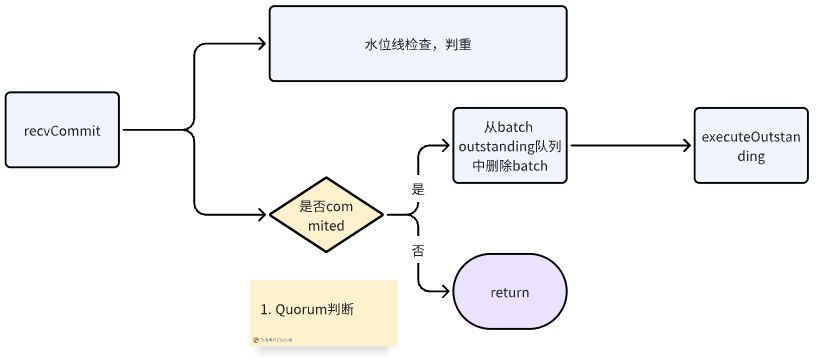 水位线检查，判重
recvCommit
从batch
outstanding队列
中删除batch
executeOutstan
ding
是
是否com
mited
否
return
1. Quorum判断